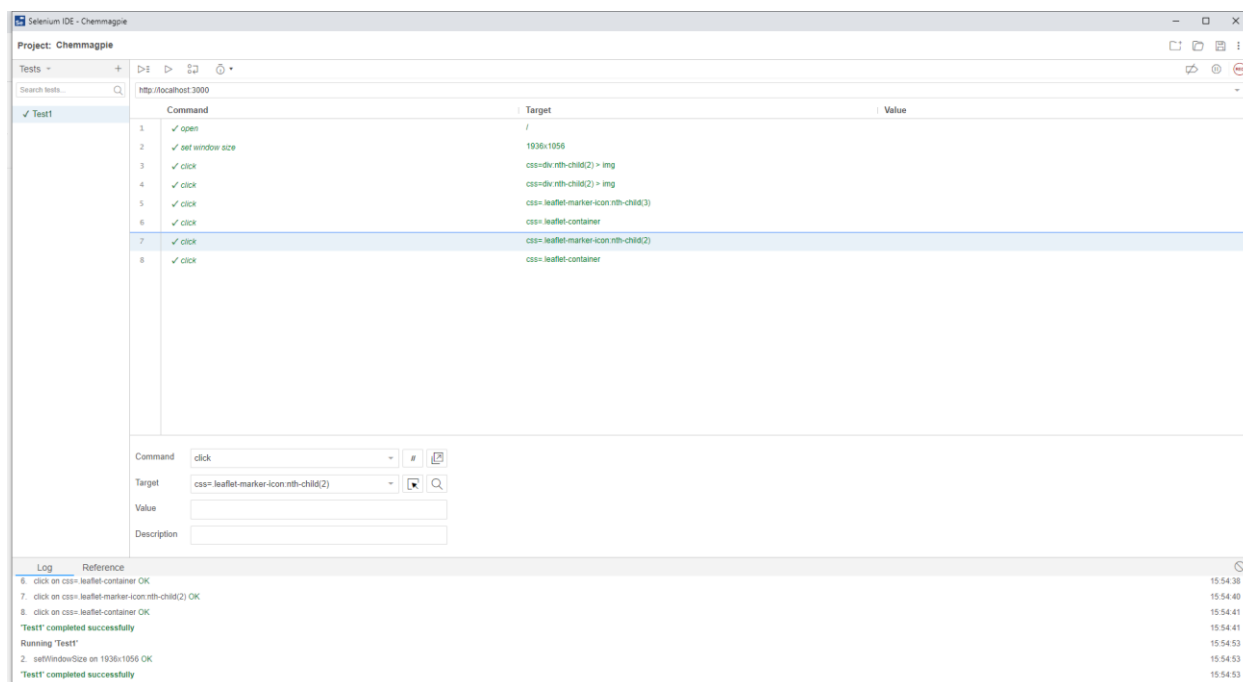 Selenium IDE - Chemmagpie
Project: Chemmagpie
Tests
Search tests...
http://localhost:3000
✓ Test1
Command Target Value
1 ✓ open /
2 ✓ set window size 1936x1056
3 ✓ click css=div:nth-child(2) > img
4 ✓ click css=div:nth-child(2) > img
5 ✓ click css=.leaflet-marker-icon:nth-child(3)
6 ✓ click css=.leaflet-container
7 ✓ click css=.leaflet-marker-icon:nth-child(2)
8 ✓ click css=.leaflet-container
Command click //
Target css=.leaflet-marker-icon:nth-child(2)
Value
Description
Log Reference
6. click on css=.leaflet-container OK 15:54:38
7. click on css=.leaflet-marker-icon:nth-child(2) OK 15:54:40
8. click on css=.leaflet-container OK 15:54:41
'Test1' completed successfully 15:54:41
Running 'Test1' 15:54:53
2. setWindowSize on 1936x1056 OK 15:54:53
'Test1' completed successfully 15:54:53